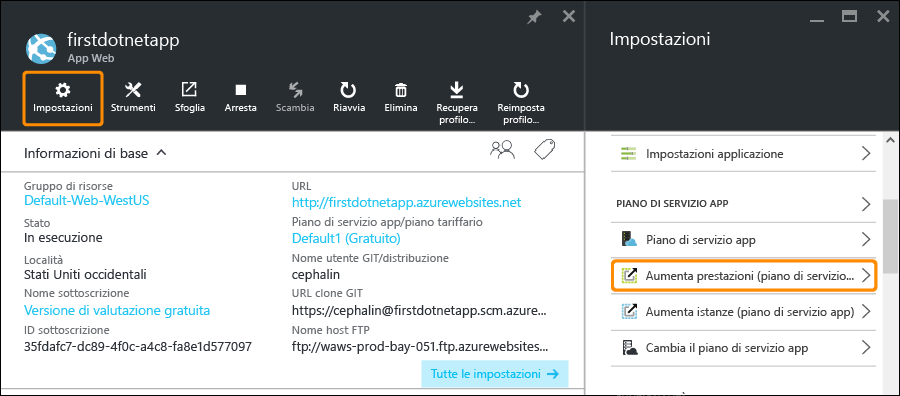 firstdotnetapp
App Web
Impostazioni
Strumenti
Sfoglia
Arresta
Scambia
Riavvia
Elimina
Recupera
profilo...
Reimposta
profilo...
Informazioni di base
Gruppo di risorse
Default-Web-WestUS
Stato
In esecuzione
Località
Stati Uniti occidentali
Nome sottoscrizione
Versione di valutazione gratuita
ID sottoscrizione
35fdafc7-dc89-4f0c-a4c8-fa8e1d577097
URL
http://firstdotnetapp.azurewebsites.net
Piano di servizio app/piano tariffario
Default1 (Gratuito)
Nome utente GIT/distribuzione
cephalin
URL clone GIT
https://cephalin@firstdotnetapp.scm.azure...
Nome host FTP
ftp://waws-prod-bay-051.ftp.azurewebsites...
Tutte le impostazioni
Impostazioni
Impostazioni applicazione
PIANO DI SERVIZIO APP
Piano di servizio app
Aumenta prestazioni (piano di servizio...
Aumenta istanze (piano di servizio app)
Cambia il piano di servizio app